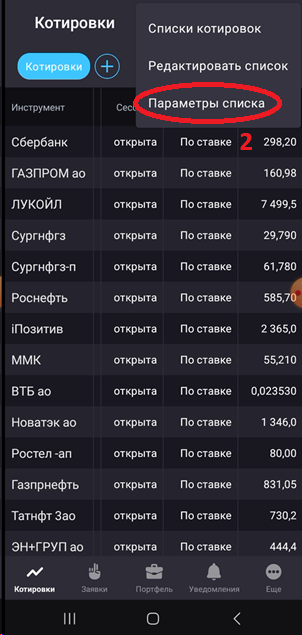 Котировки
Списки котировок
Редактировать список
Параметры списка
2
Котировки
Инструмент Сесс
Сбербанк открыта По ставке 298,20
ГАЗПРОМ ао открыта По ставке 160,98
ЛУКОЙЛ открыта По ставке 7 499,5
Сургнфгз открыта По ставке 29,790
Сургнфгз-п открыта По ставке 61,780
Роснефть открыта По ставке 585,70
iПозитив открыта По ставке 2 365,0
ММК открыта По ставке 55,210
ВТБ ао открыта По ставке 0,023530
Новатэк ао открыта По ставке 1 346,0
Ростел -ап открыта По ставке 80,00
Газпрнефть открыта По ставке 831,05
Татнфт 3ао открыта По ставке 730,2
ЭН+ГРУП ао открыта По ставке 444,4
Котировки Заявки Портфель Уведомления Еще